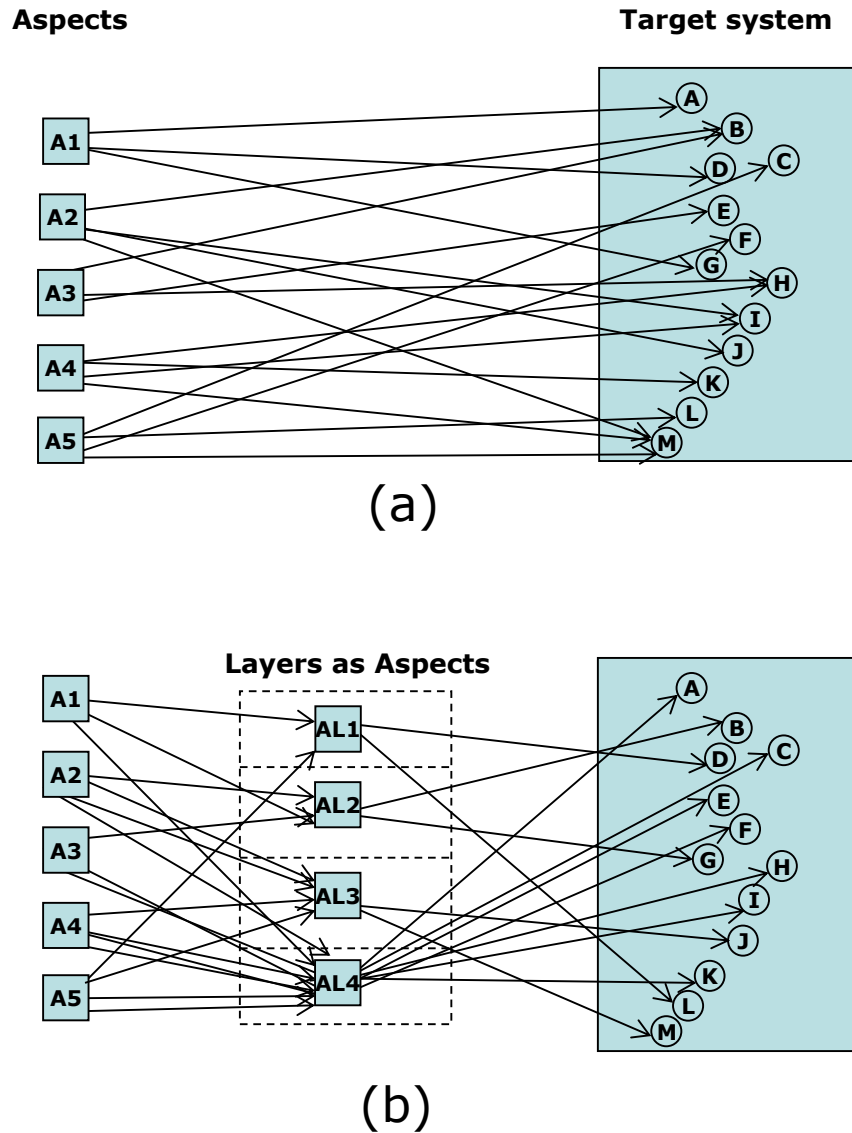 Aspects
Target system
A1
A2
A3
A4
A5
A
B
C
D
E
F
G
H
I
J
K
L
M
(a)
Layers as Aspects
A1
A2
A3
A4
A5
AL1
AL2
AL3
AL4
A
B
C
D
E
F
G
H
I
J
K
L
M
(b)